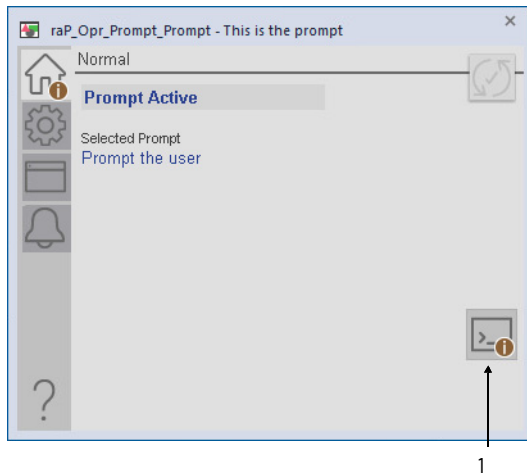 raP_Opr_Prompt_Prompt - This is the prompt
Normal
Prompt Active
Selected Prompt
Prompt the user
>_
?
1